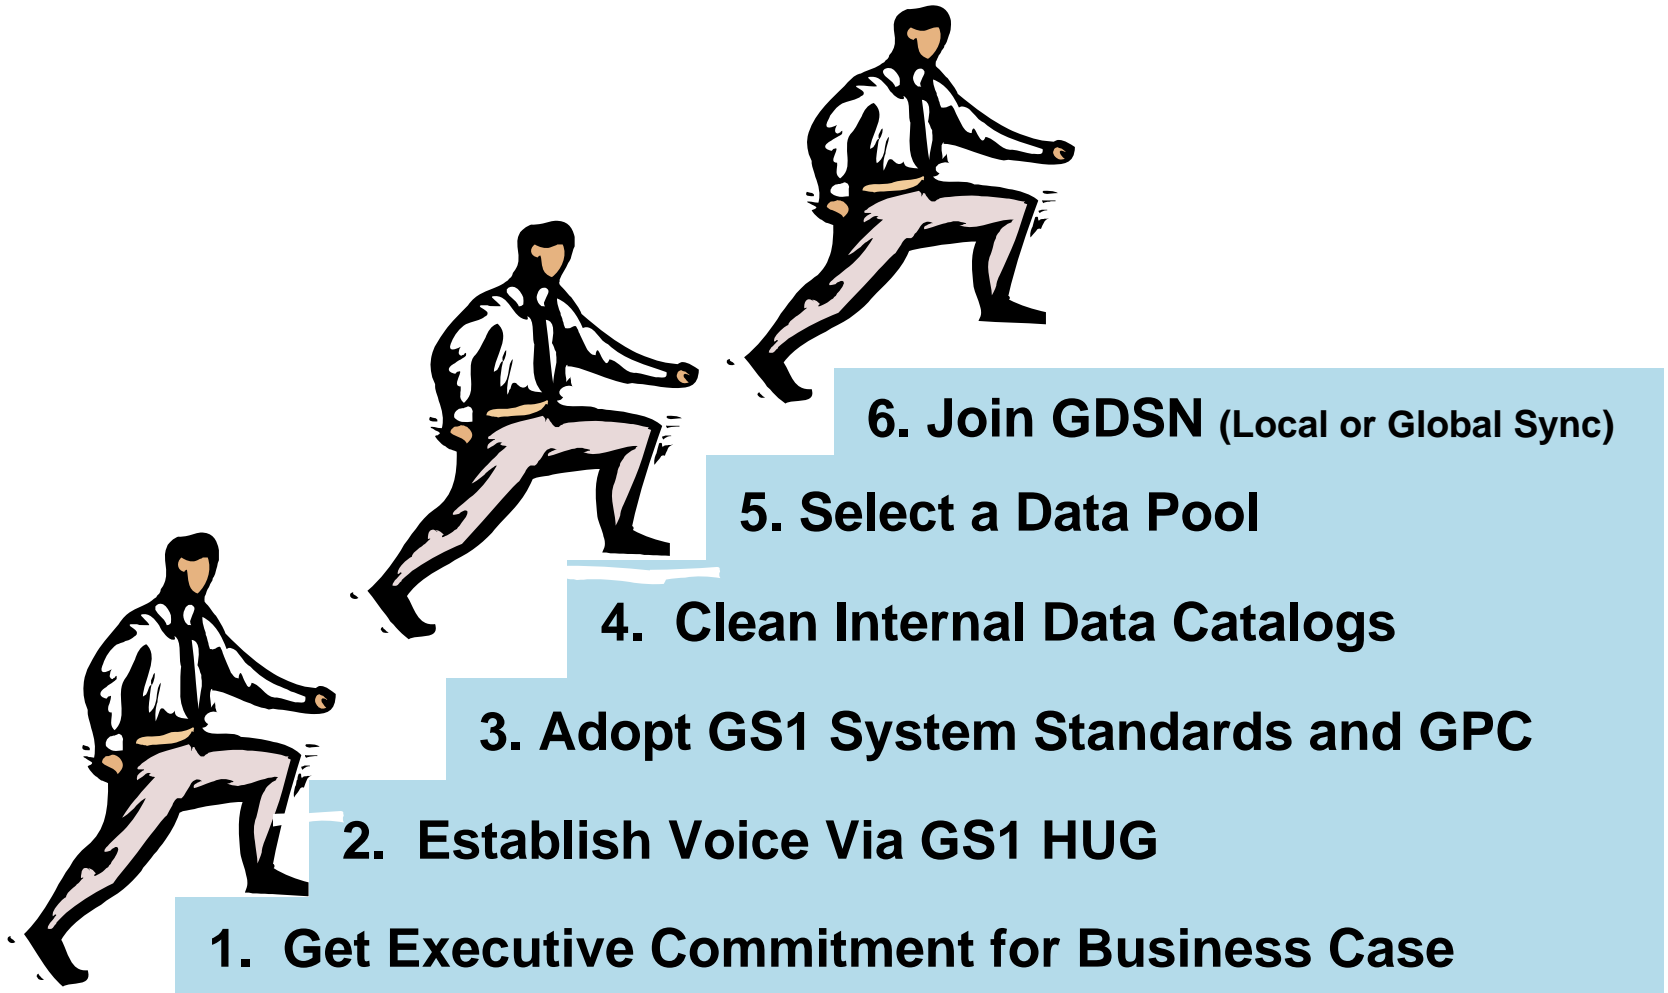 6. Join GDSN (Local or Global Sync)
5. Select a Data Pool
4. Clean Internal Data Catalogs
3. Adopt GS1 System Standards and GPC
2. Establish Voice Via GS1 HUG
1. Get Executive Commitment for Business Case